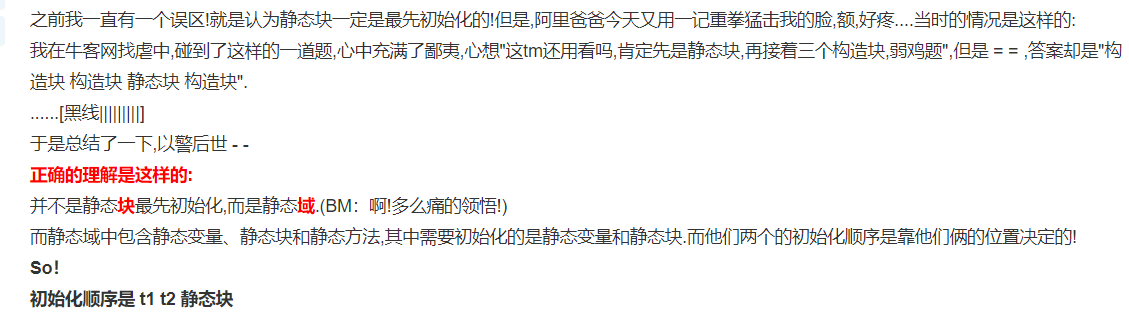 之前我一直有一个误区!就是认为静态块一定是最先初始化的!但是,阿里爸爸今天又用一记重拳猛击我的脸,额,好疼....当时的情况是这样的:
我在牛客网找虐中,碰到了这样的一道题,心中充满了鄙夷,心想"这tm还用看吗,肯定先是静态块,再接着三个构造块,弱鸡题",但是 = = ,答案却是"构
造块 构造块 静态块 构造块".
......[黑线|||||||||]
于是总结了一下,以警后世 - -
正确的理解是这样的:
并不是静态块最先初始化,而是静态域.(BM：啊!多么痛的领悟!)
而静态域中包含静态变量、静态块和静态方法,其中需要初始化的是静态变量和静态块.而他们两个的初始化顺序是靠他们俩的位置决定的!
So！
初始化顺序是 t1 t2 静态块